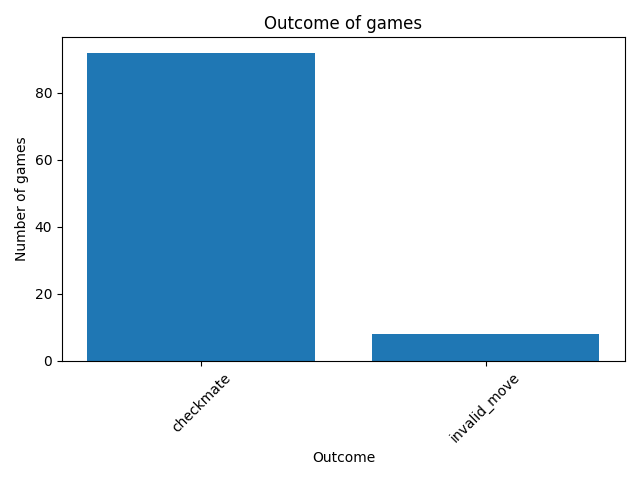 Outcome of games
Number of games
80
60
40
20
0
checkmate
invalid_move
Outcome